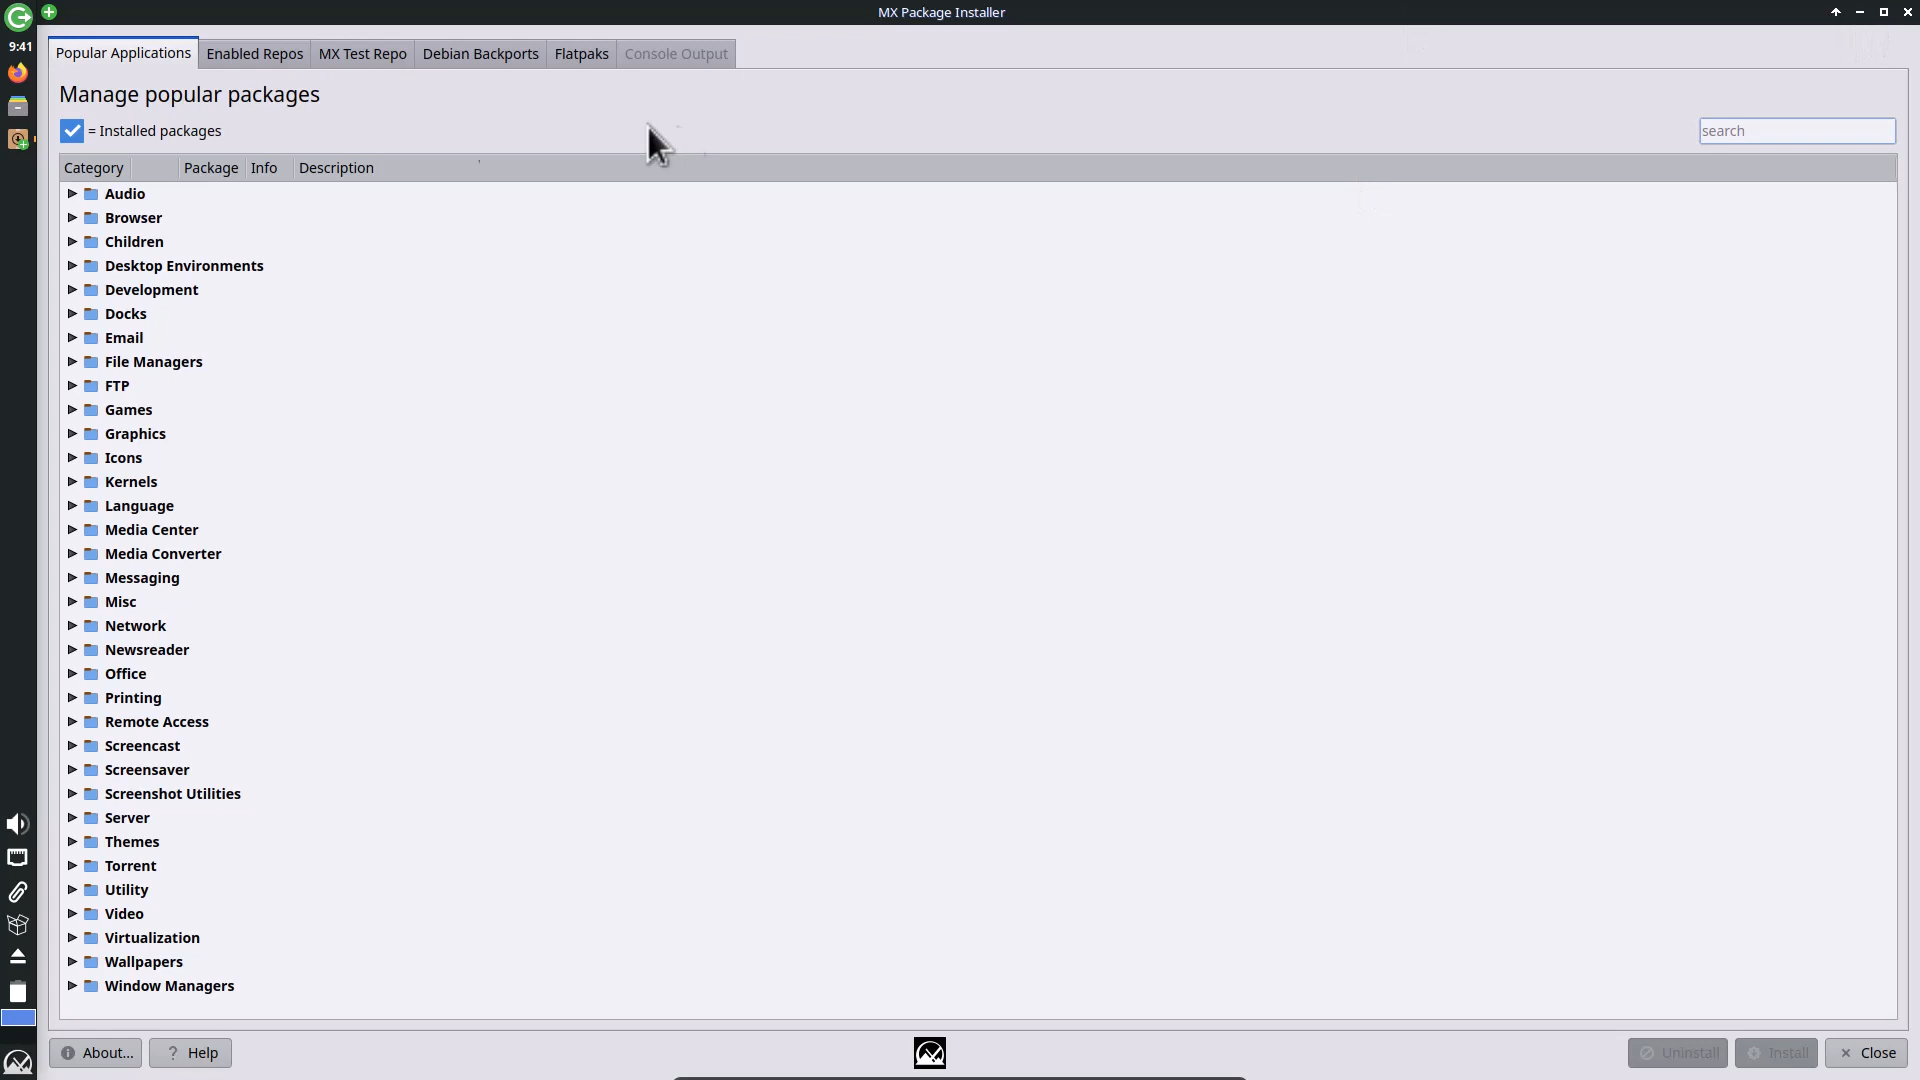 MX Package Installer
9:41
Popular Applications Enabled Repos MX Test Repo Debian Backports Flatpaks Console Output
Manage popular packages
= Installed packages
search
Category Package Info Description
Audio
Browser
Children
Desktop Environments
Development
Docks
Email
File Managers
FTP
Games
Graphics
Icons
Kernels
Language
Media Center
Media Converter
Messaging
Misc
Network
Newsreader
Office
Printing
Remote Access
Screencast
Screensaver
Screenshot Utilities
Server
Themes
Torrent
Utility
Video
Virtualization
Wallpapers
Window Managers
About... ? Help Uninstall Install Close